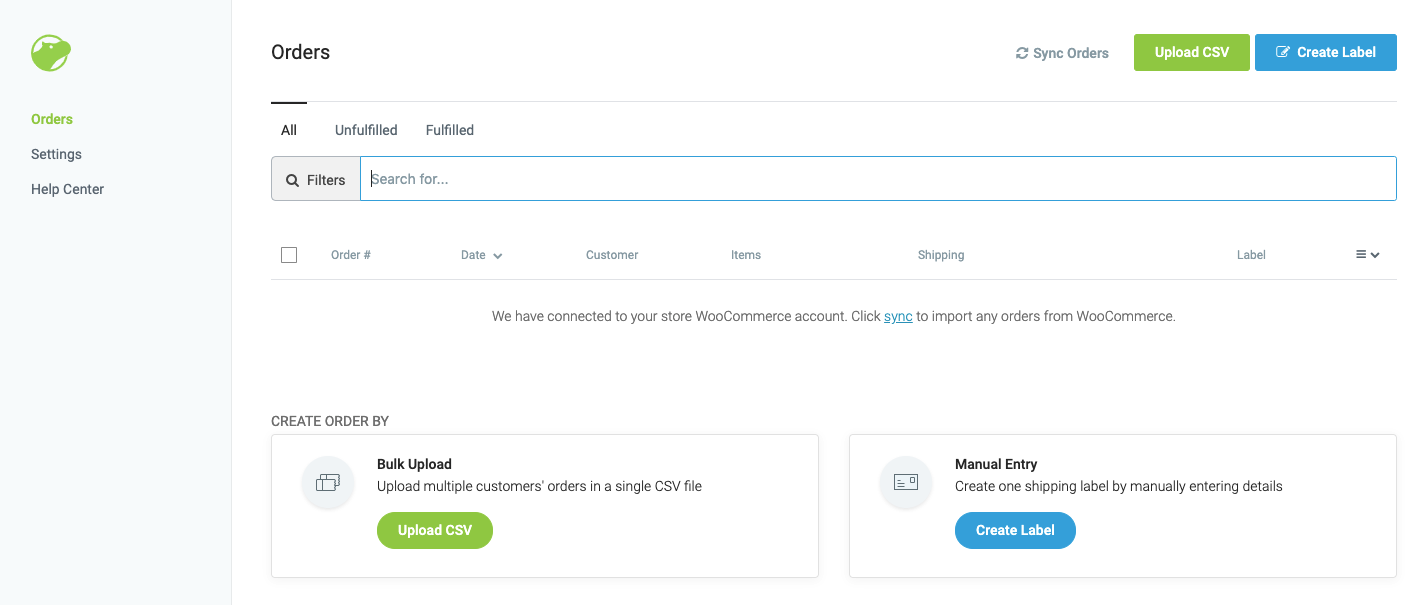 Orders
Sync Orders
Upload CSV
Create Label
Orders
Settings
Help Center
All
Unfulfilled
Fulfilled
Filters
Search for...
Order #
Date
Customer
Items
Shipping
Label
We have connected to your store WooCommerce account. Click sync to import any orders from WooCommerce.
CREATE ORDER BY
Bulk Upload
Upload multiple customers' orders in a single CSV file
Upload CSV
Manual Entry
Create one shipping label by manually entering details
Create Label